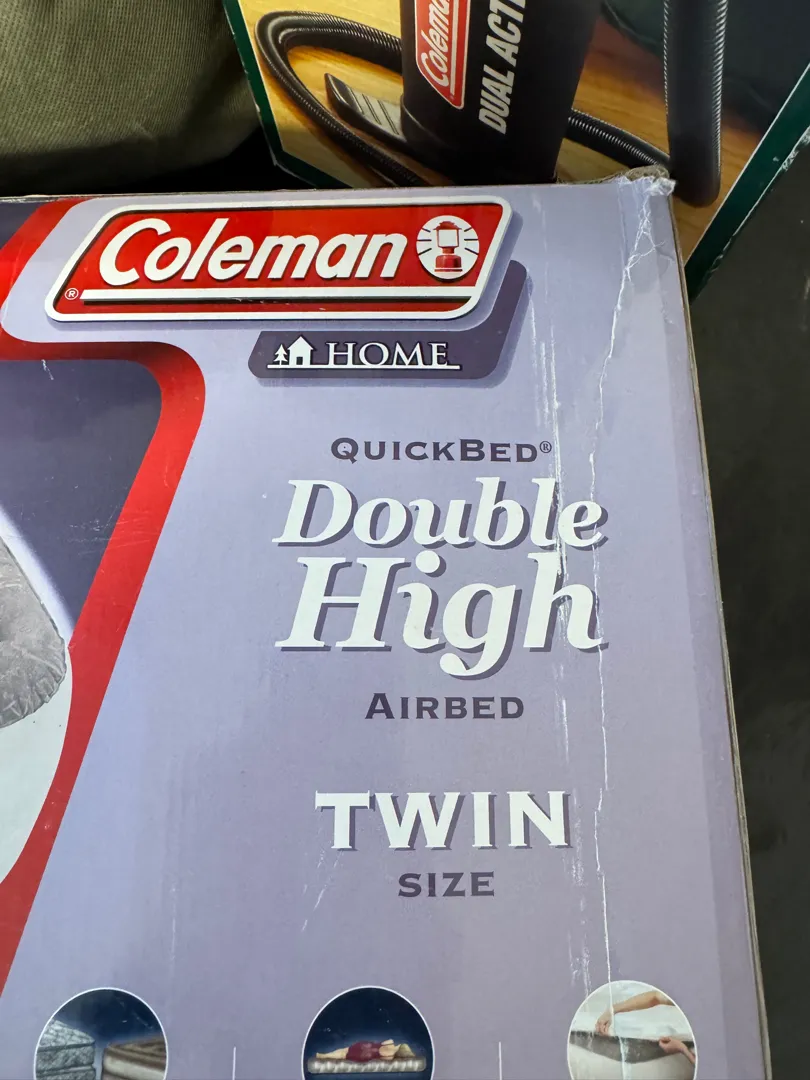 Coleman
DUAL ACT
Coleman
®
HOME
QUICKBED®
Double
High
AIRBED
TWIN
SIZE